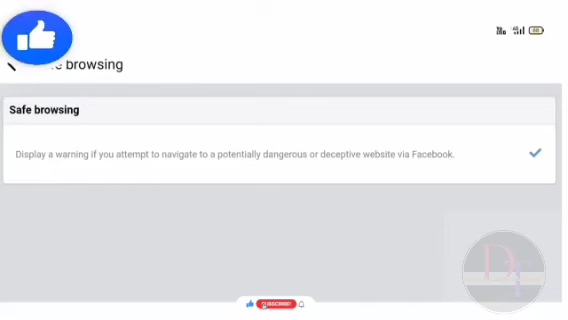 browsing
Safe browsing
Display a warning if you attempt to navigate to a potentially dangerous or deceptive website via Facebook.
SUBSCRIBE!